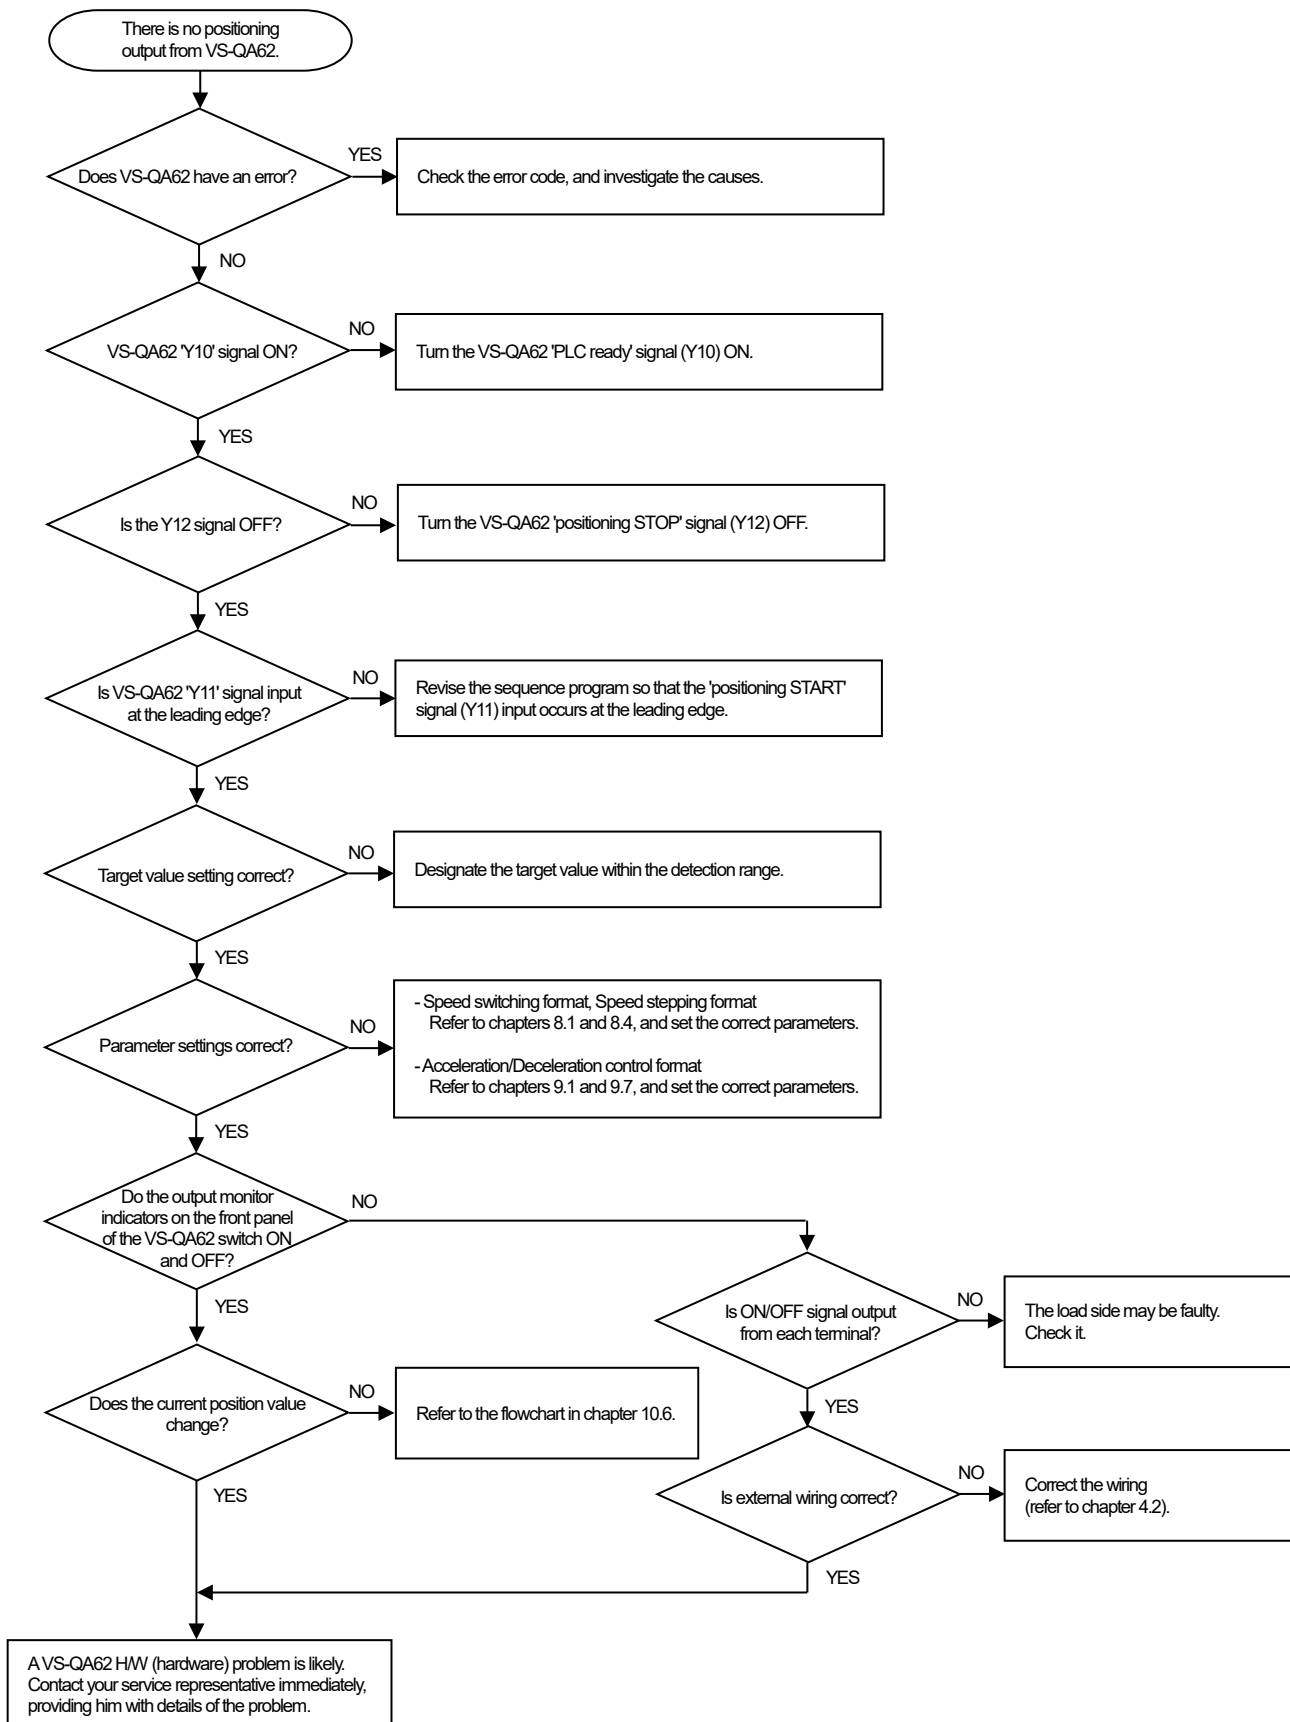 There is no positioning
output from VS-QA62.
Does VS-QA62 have an error?
YES
Check the error code, and investigate the causes.
NO
VS-QA62 'Y10' signal ON?
NO
Turn the VS-QA62 'PLC ready' signal (Y10) ON.
YES
Is the Y12 signal OFF?
NO
Turn the VS-QA62 'positioning STOP' signal (Y12) OFF.
YES
Is VS-QA62 'Y11' signal input
at the leading edge?
NO
Revise the sequence program so that the 'positioning START'
signal (Y11) input occurs at the leading edge.
YES
Target value setting correct?
NO
Designate the target value within the detection range.
YES
Parameter settings correct?
NO
- Speed switching format, Speed stepping format
Refer to chapters 8.1 and 8.4, and set the correct parameters.
- Acceleration/Deceleration control format
Refer to chapters 9.1 and 9.7, and set the correct parameters.
YES
Do the output monitor
indicators on the front panel
of the VS-QA62 switch ON
and OFF?
NO
YES
Is ON/OFF signal output
from each terminal?
NO
The load side may be faulty.
Check it.
YES
Does the current position value
change?
NO
Refer to the flowchart in chapter 10.6.
YES
Is external wiring correct?
NO
Correct the wiring
(refer to chapter 4.2).
YES
A VS-QA62 H/W (hardware) problem is likely.
Contact your service representative immediately,
providing him with details of the problem.